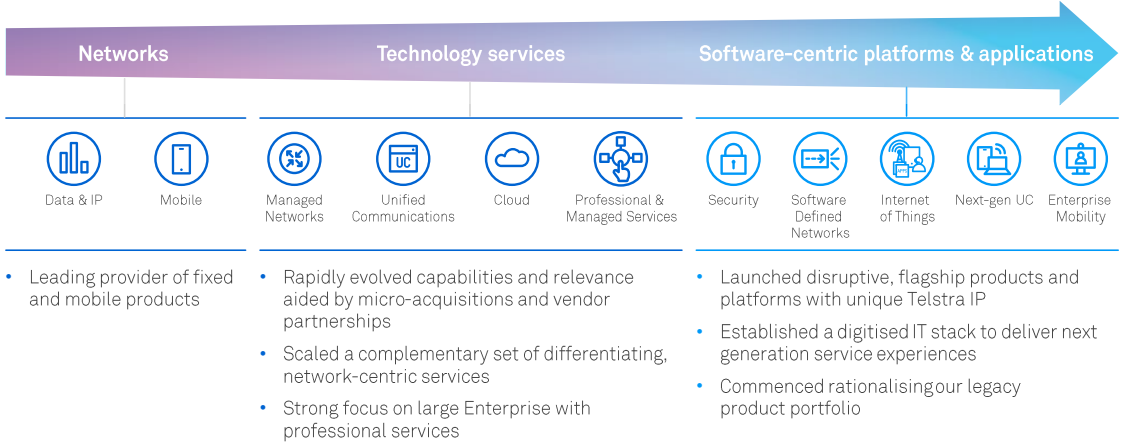 Networks
Technology services
Software-centric platforms & applications
Data & IP
Mobile
Managed
Networks
UC
Unified
Communications
Cloud
Professional &
Managed Services
Security
Software
Defined
Networks
Internet
of Things
Next-gen UC
Enterprise
Mobility
• Leading provider of fixed
and mobile products
• Rapidly evolved capabilities and relevance
aided by micro-acquisitions and vendor
partnerships
• Scaled a complementary set of differentiating,
network-centric services
• Strong focus on large Enterprise with
professional services
• Launched disruptive, flagship products and
platforms with unique Telstra IP
• Established a digitised IT stack to deliver next
generation service experiences
• Commenced rationalising our legacy
product portfolio